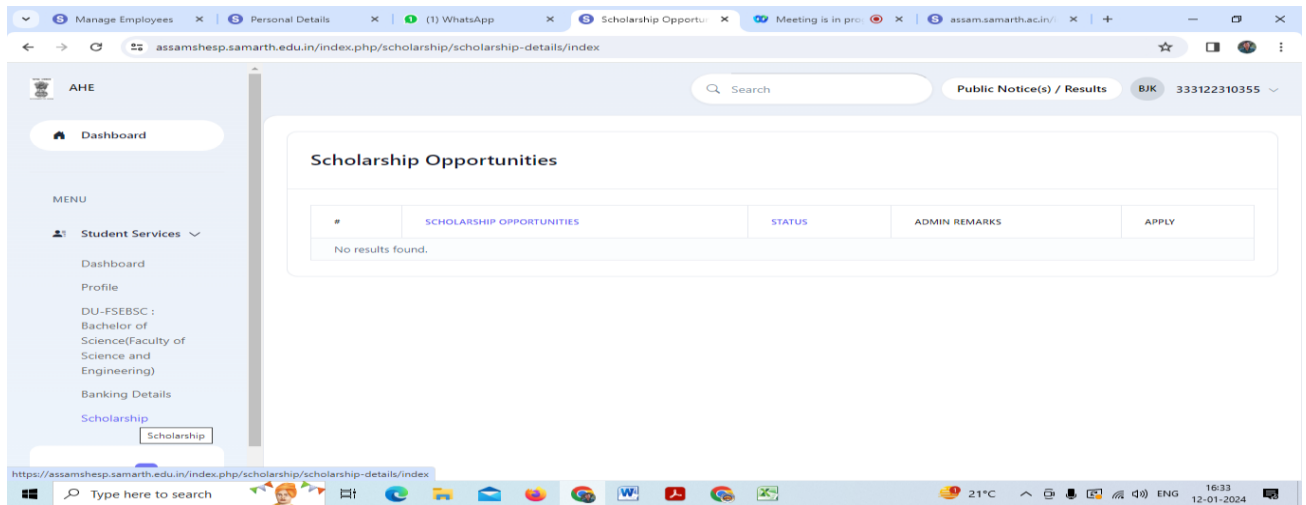 Manage Employees
Personal Details
(1) WhatsApp
Scholarship Opportu
Meeting is in pro
assam.samarth.ac.in/
assamshesp.samarth.edu.in/index.php/scholarship/scholarship-details/index
AHE
Search
Public Notice(s) / Results
BJK
333122310355
Dashboard
Scholarship Opportunities
MENU
# SCHOLARSHIP OPPORTUNITIES STATUS ADMIN REMARKS APPLY
No results found.
Student Services
Dashboard
Profile
DU-FSEBSC :
Bachelor of
Science(Faculty of
Science and
Engineering)
Banking Details
Scholarship
Scholarship
https://assamshesp.samarth.edu.in/index.php/scholarship/scholarship-details/index
Type here to search
21°C
ENG
16:33
12-01-2024